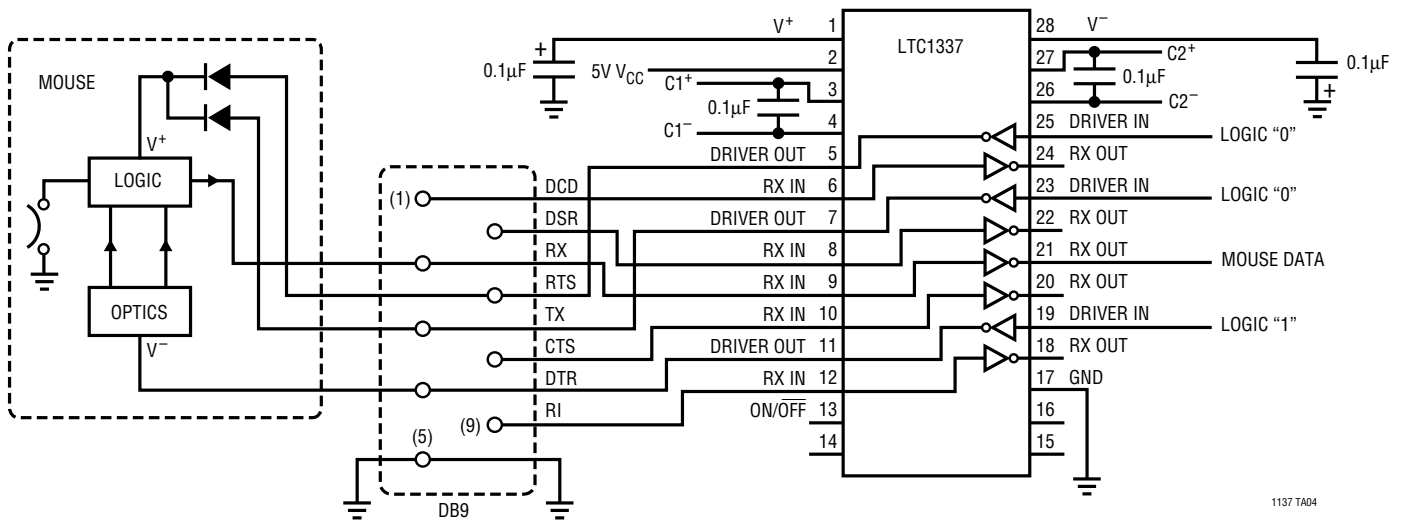 MOUSE
V+
LOGIC
OPTICS
V−
(1)
DCD
DSR
RX
RTS
TX
CTS
DTR
(9)
RI
(5)
DB9
+
0.1µF
V+
5V VCC
C1+
0.1µF
C1−
DRIVER OUT
RX IN
DRIVER OUT
RX IN
RX IN
RX IN
DRIVER OUT
RX IN
ON/OFF
1
2
3
4
5
6
7
8
9
10
11
12
13
14
LTC1337
28
27
26
25
24
23
22
21
20
19
18
17
16
15
V−
C2+
0.1µF
C2−
0.1µF
+
DRIVER IN
RX OUT
DRIVER IN
RX OUT
RX OUT
RX OUT
DRIVER IN
RX OUT
GND
LOGIC “0”
LOGIC “0”
MOUSE DATA
LOGIC “1”
1137 TA04